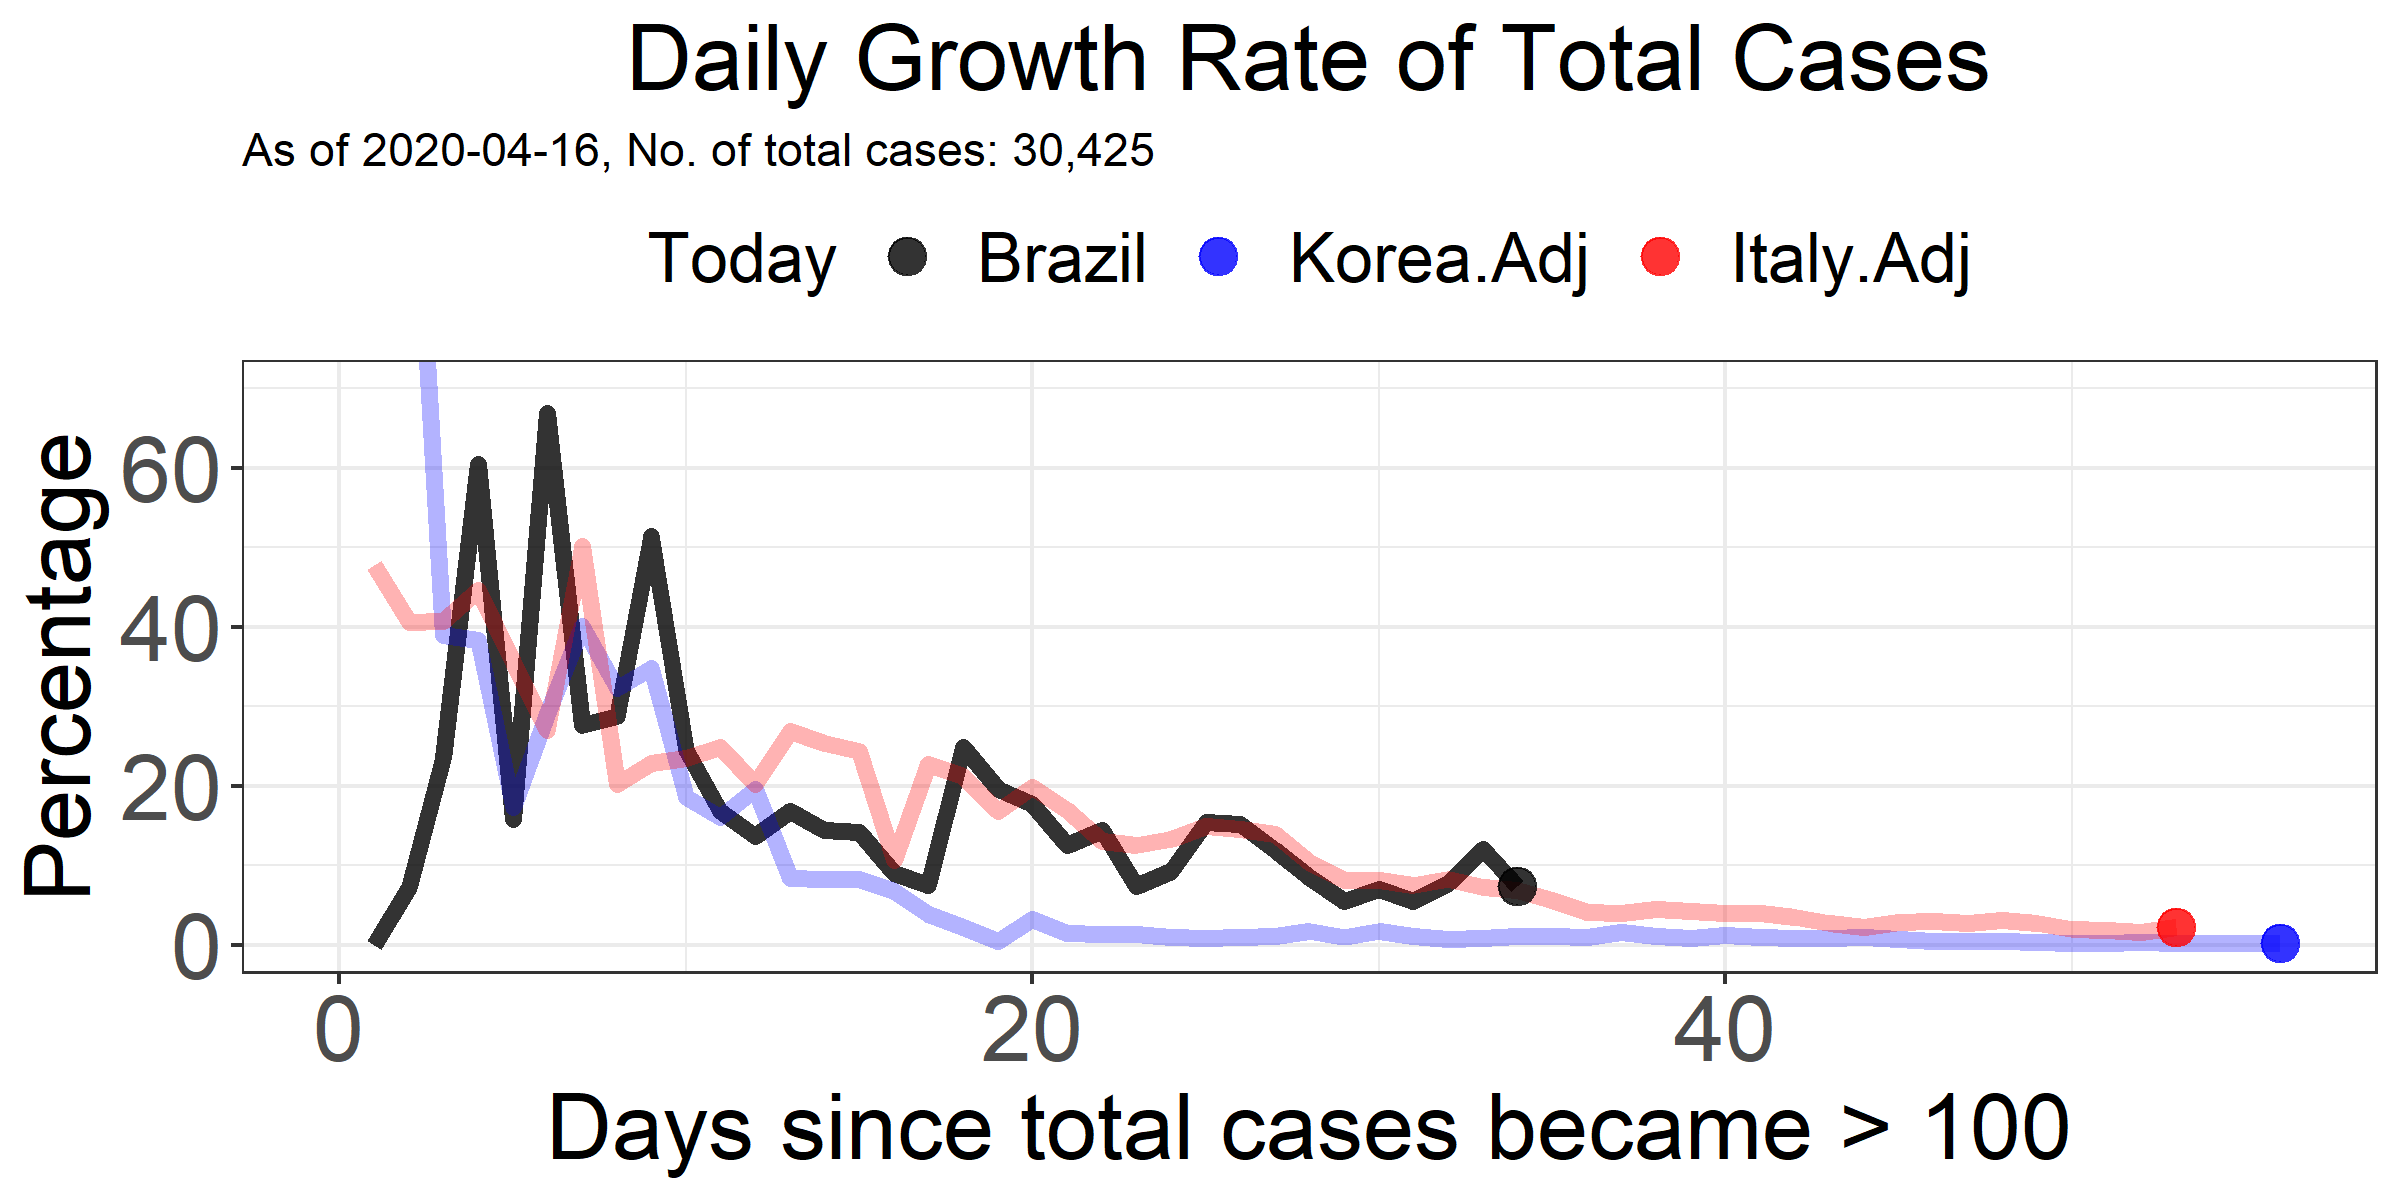 Daily Growth Rate of Total Cases
As of 2020-04-16, No. of total cases: 30,425
Today Brazil Korea.Adj Italy.Adj
Percentage
60
40
20
0
0 20 40
Days since total cases became > 100